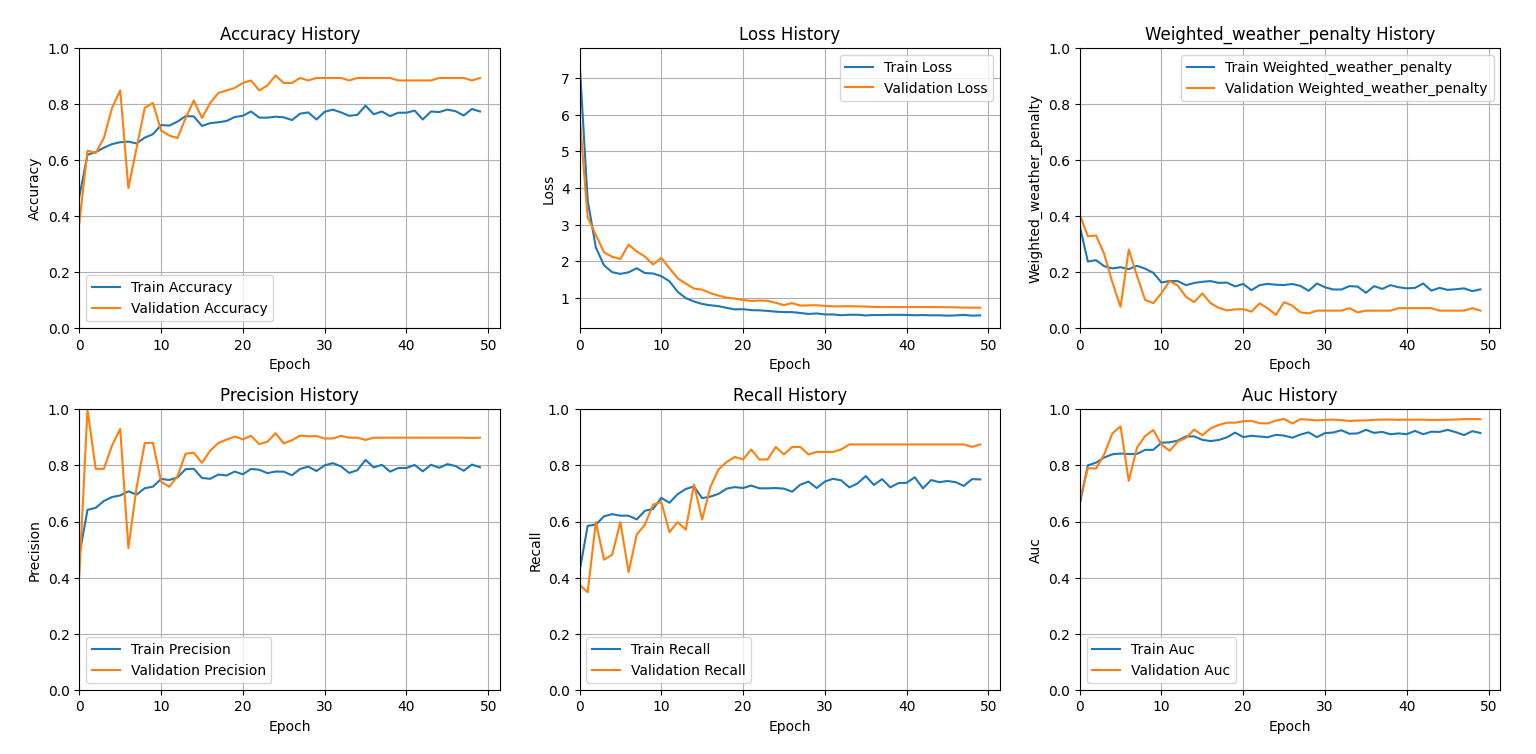 Accuracy History
1.0
0.8
0.6
0.4
0.2
0.0
Accuracy
Train Accuracy
Validation Accuracy
0 10 20 30 40 50
Epoch
Loss History
7
6
5
4
3
2
1
Loss
Train Loss
Validation Loss
0 10 20 30 40 50
Epoch
Weighted_weather_penalty History
1.0
0.8
0.6
0.4
0.2
0.0
Weighted_weather_penalty
Train Weighted_weather_penalty
Validation Weighted_weather_penalty
0 10 20 30 40 50
Epoch
Precision History
1.0
0.8
0.6
0.4
0.2
0.0
Precision
Train Precision
Validation Precision
0 10 20 30 40 50
Epoch
Recall History
1.0
0.8
0.6
0.4
0.2
0.0
Recall
Train Recall
Validation Recall
0 10 20 30 40 50
Epoch
Auc History
1.0
0.8
0.6
0.4
0.2
0.0
Auc
Train Auc
Validation Auc
0 10 20 30 40 50
Epoch